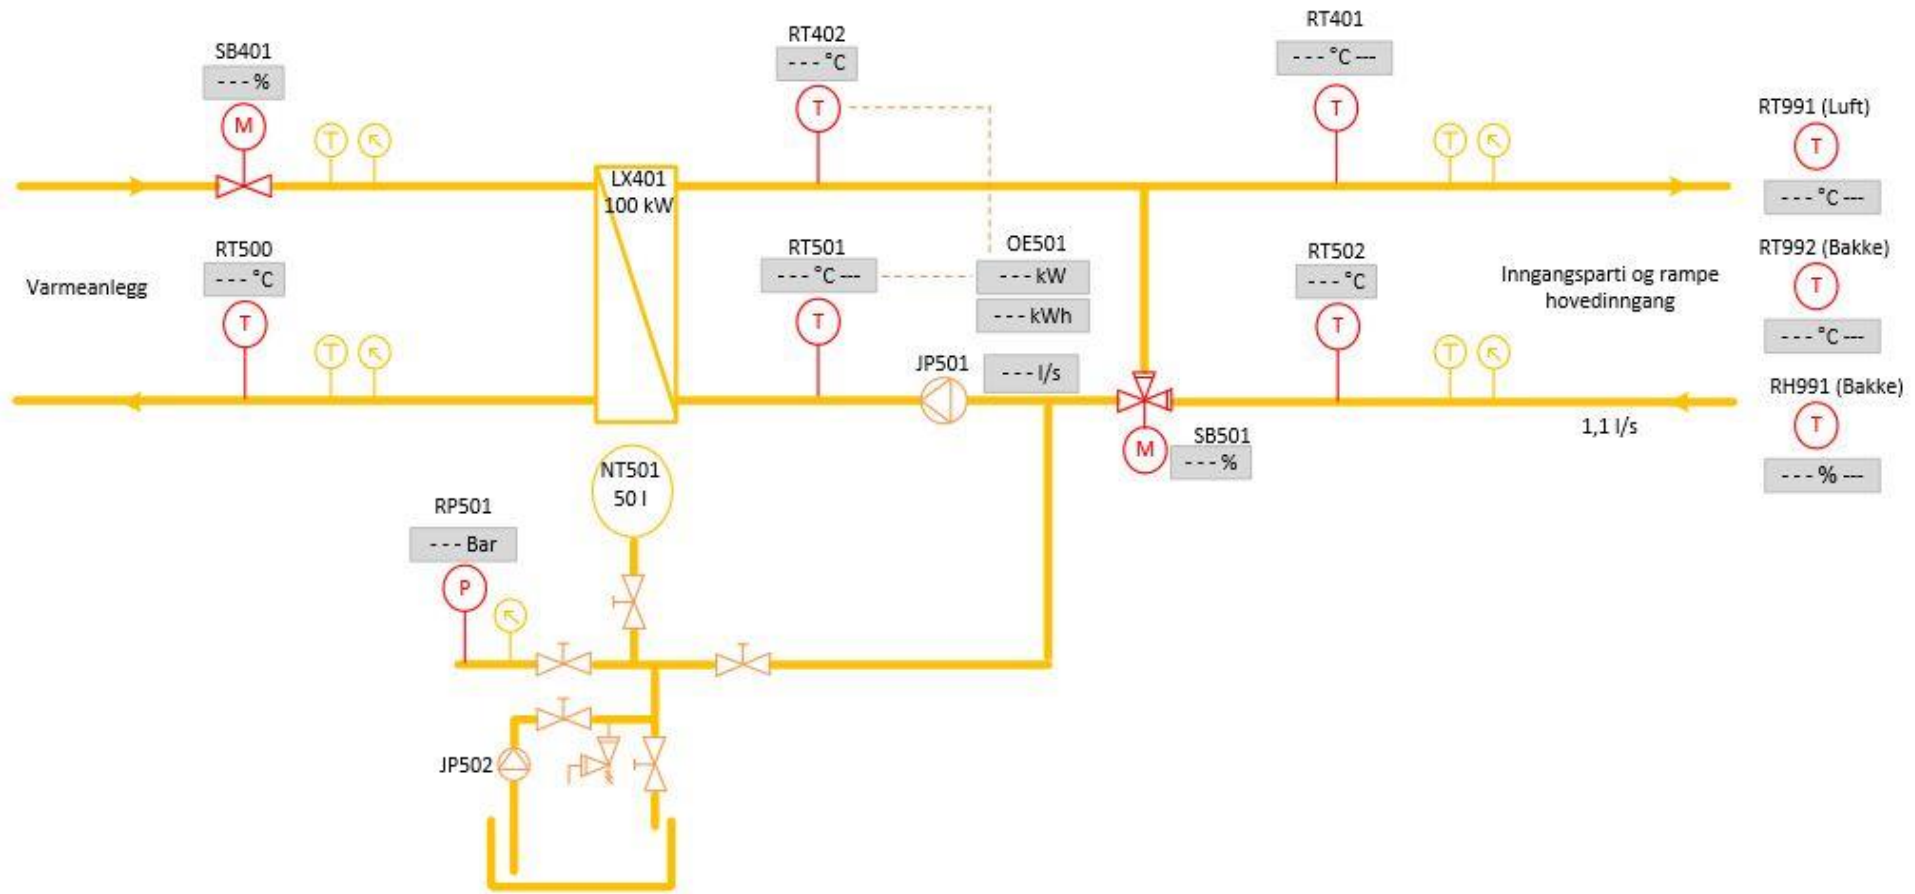 SB401
--- %
M
T
RT402
--- °C
T
RT401
--- °C ---
T
T
RT991 (Luft)
T
--- °C ---
LX401
100 kW
RT500
--- °C
T
T
Varmeanlegg
RT501
--- °C ---
T
OE501
--- kW
--- kWh
JP501
--- l/s
RT502
--- °C
T
T
Inngangsparti og rampe
hovedinngang
1,1 l/s
RT992 (Bakke)
T
--- °C ---
RH991 (Bakke)
T
--- % ---
SB501
M
--- %
NT501
50 l
RP501
--- Bar
P
JP502